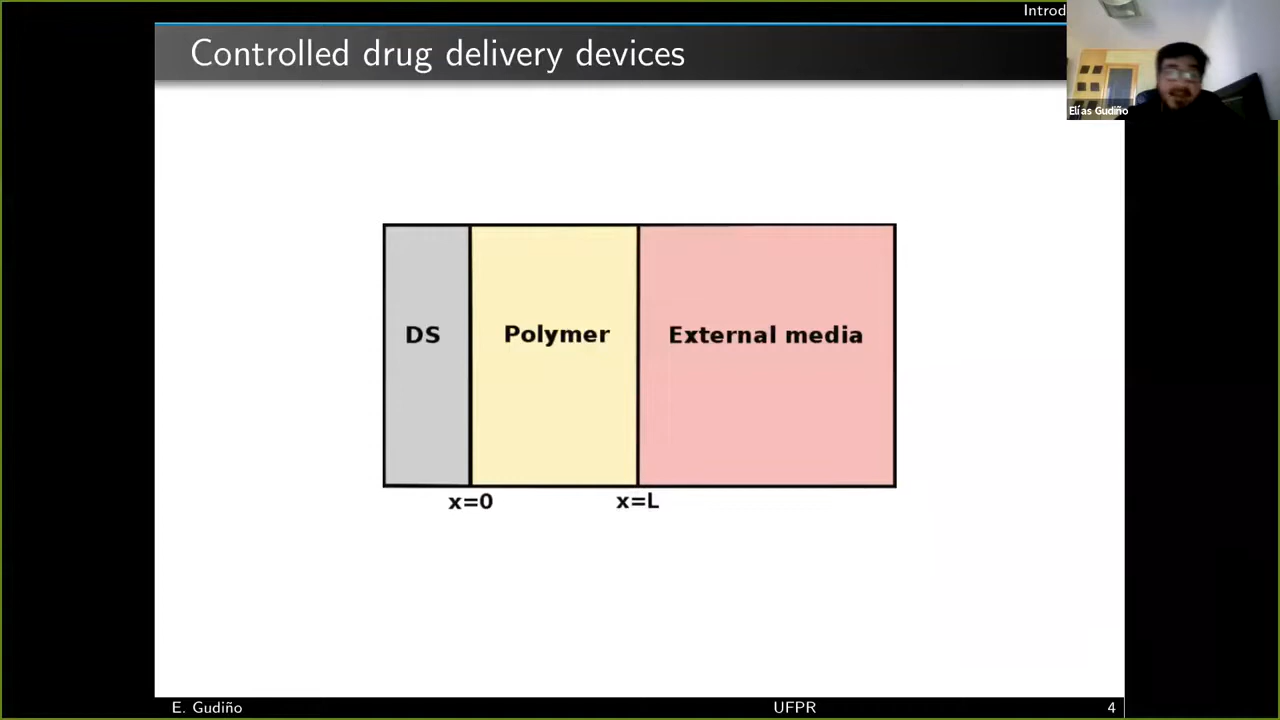 Introd
Controlled drug delivery devices
Elías Gudiño
DS
Polymer
External media
x=0
x=L
E. Gudiño
UFPR
4